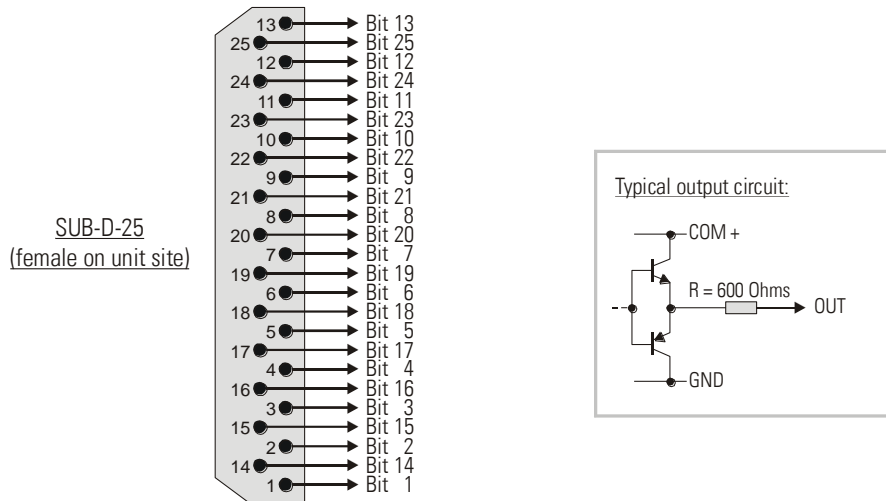 13 Bit 13
25 Bit 25
12 Bit 12
24 Bit 24
11 Bit 11
23 Bit 23
10 Bit 10
22 Bit 22
9 Bit 9
21 Bit 21
8 Bit 8
20 Bit 20
7 Bit 7
19 Bit 19
6 Bit 6
18 Bit 18
5 Bit 5
17 Bit 17
4 Bit 4
16 Bit 16
3 Bit 3
15 Bit 15
2 Bit 2
14 Bit 14
1 Bit 1
SUB-D-25
(female on unit site)
Typical output circuit:
COM +
R = 600 Ohms
OUT
GND